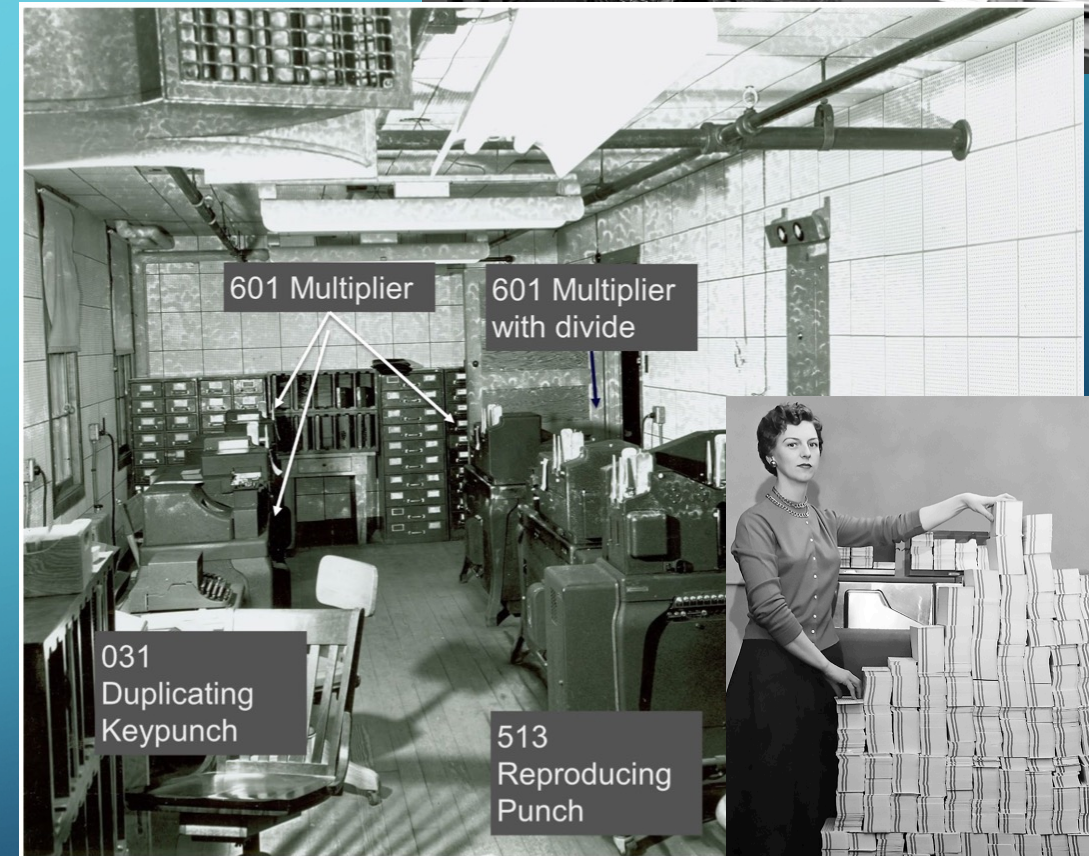 601 Multiplier
601 Multiplier
with divide
031
Duplicating
Keypunch
513
Reproducing
Punch